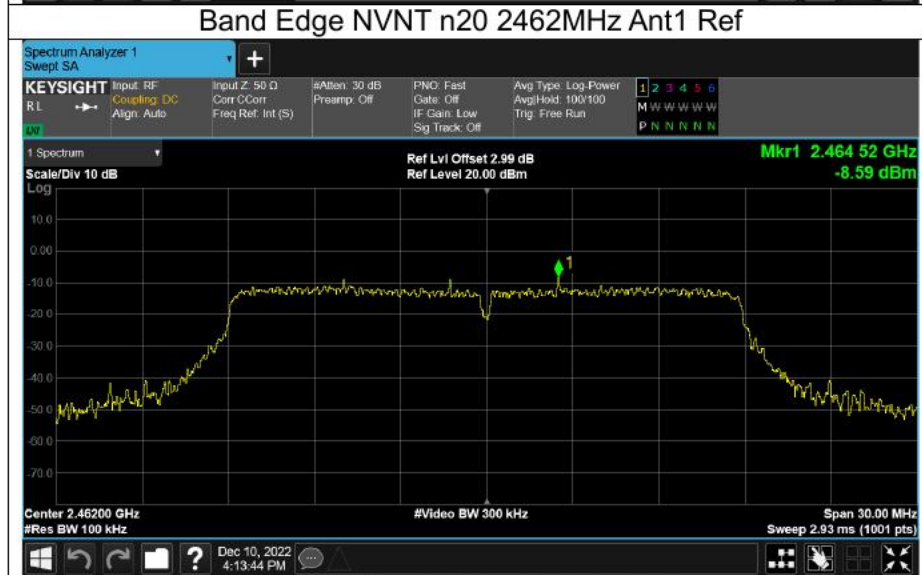 Band Edge NVNT n20 2462MHz Ant1 Ref
Spectrum Analyzer 1
Swept SA
+
KEYSIGHT
RL
LXI
Input: RF
Coupling: DC
Align: Auto
Input Z: 50 Ω
Corr CCorr
Freq Ref: Int (S)
#Atten: 30 dB
Preamp: Off
PNO: Fast
Gate: Off
IF Gain: Low
Sig Track: Off
Avg Type: Log-Power
Avg|Hold: 100/100
Trig: Free Run
1 2 3 4 5 6
M W W W W W
P N N N N N
1 Spectrum
Scale/Div 10 dB
Log
Ref Lvl Offset 2.99 dB
Ref Level 20.00 dBm
Mkr1 2.464 52 GHz
-8.59 dBm
10.0
0.00
-10.0
-20.0
-30.0
-40.0
-50.0
-60.0
-70.0
1
Center 2.46200 GHz
#Res BW 100 kHz
#Video BW 300 kHz
Span 30.00 MHz
Sweep 2.93 ms (1001 pts)
?
Dec 10, 2022
4:13:44 PM